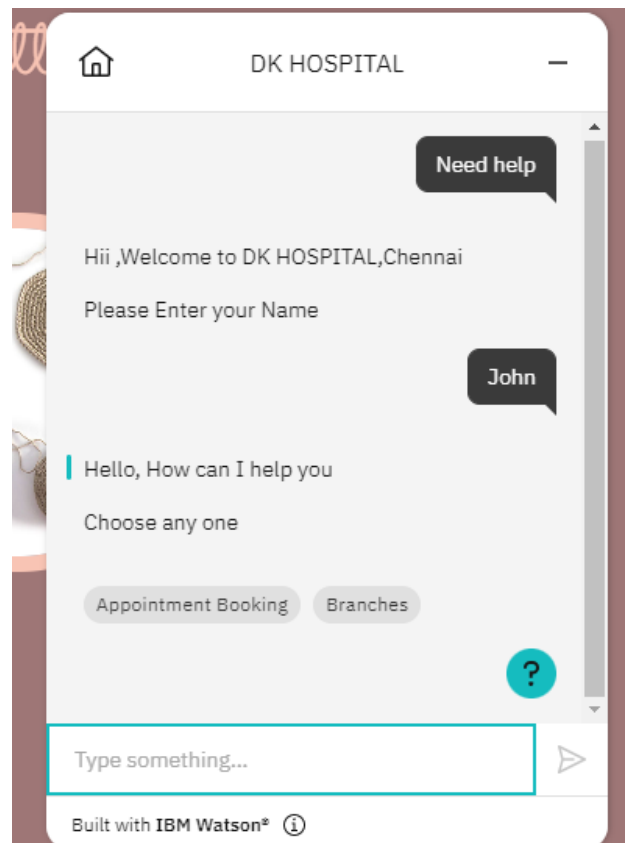 DK HOSPITAL
Need help
Hii ,Welcome to DK HOSPITAL,Chennai
Please Enter your Name
John
Hello, How can I help you
Choose any one
Appointment Booking Branches
?
Type something...
Built with IBM Watson®